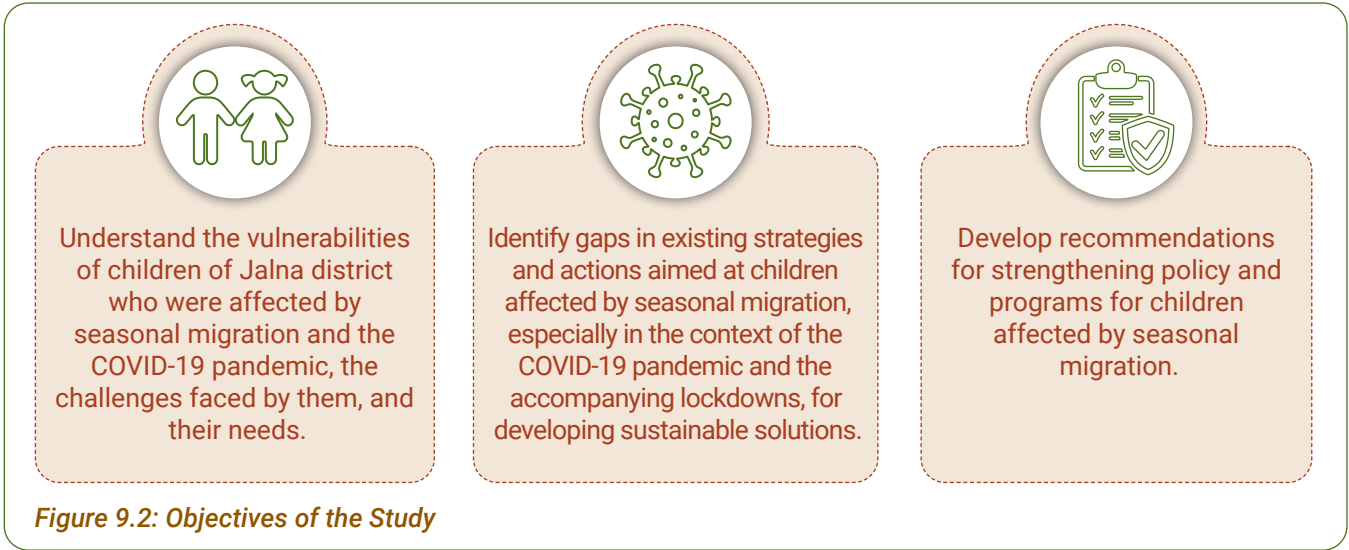 Understand the vulnerabilities
of children of Jalna district
who were affected by
seasonal migration and the
COVID-19 pandemic, the
challenges faced by them, and
their needs.
Identify gaps in existing strategies
and actions aimed at children
affected by seasonal migration,
especially in the context of the
COVID-19 pandemic and the
accompanying lockdowns, for
developing sustainable solutions.
Develop recommendations
for strengthening policy and
programs for children
affected by seasonal
migration.
Figure 9.2: Objectives of the Study